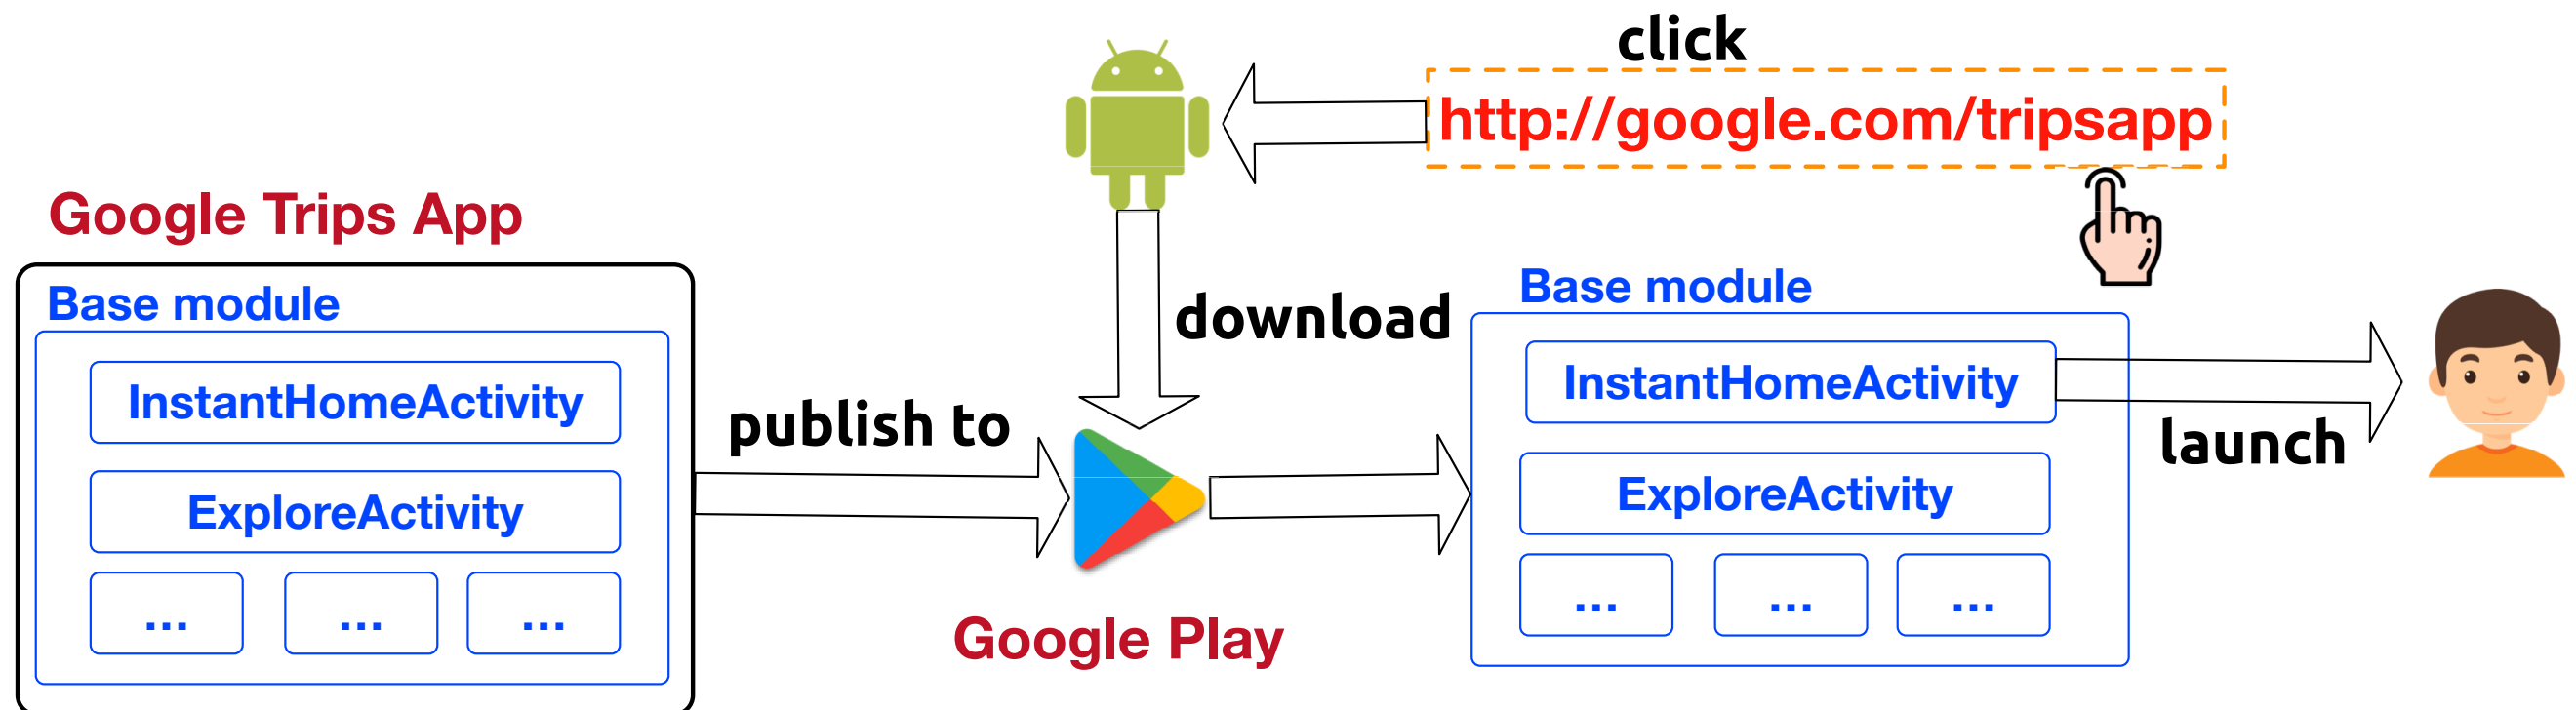 click
http://google.com/tripsapp
Google Trips App
Base module
InstantHomeActivity
ExploreActivity
... ... ...
publish to
download
Google Play
Base module
InstantHomeActivity
ExploreActivity
... ... ...
launch